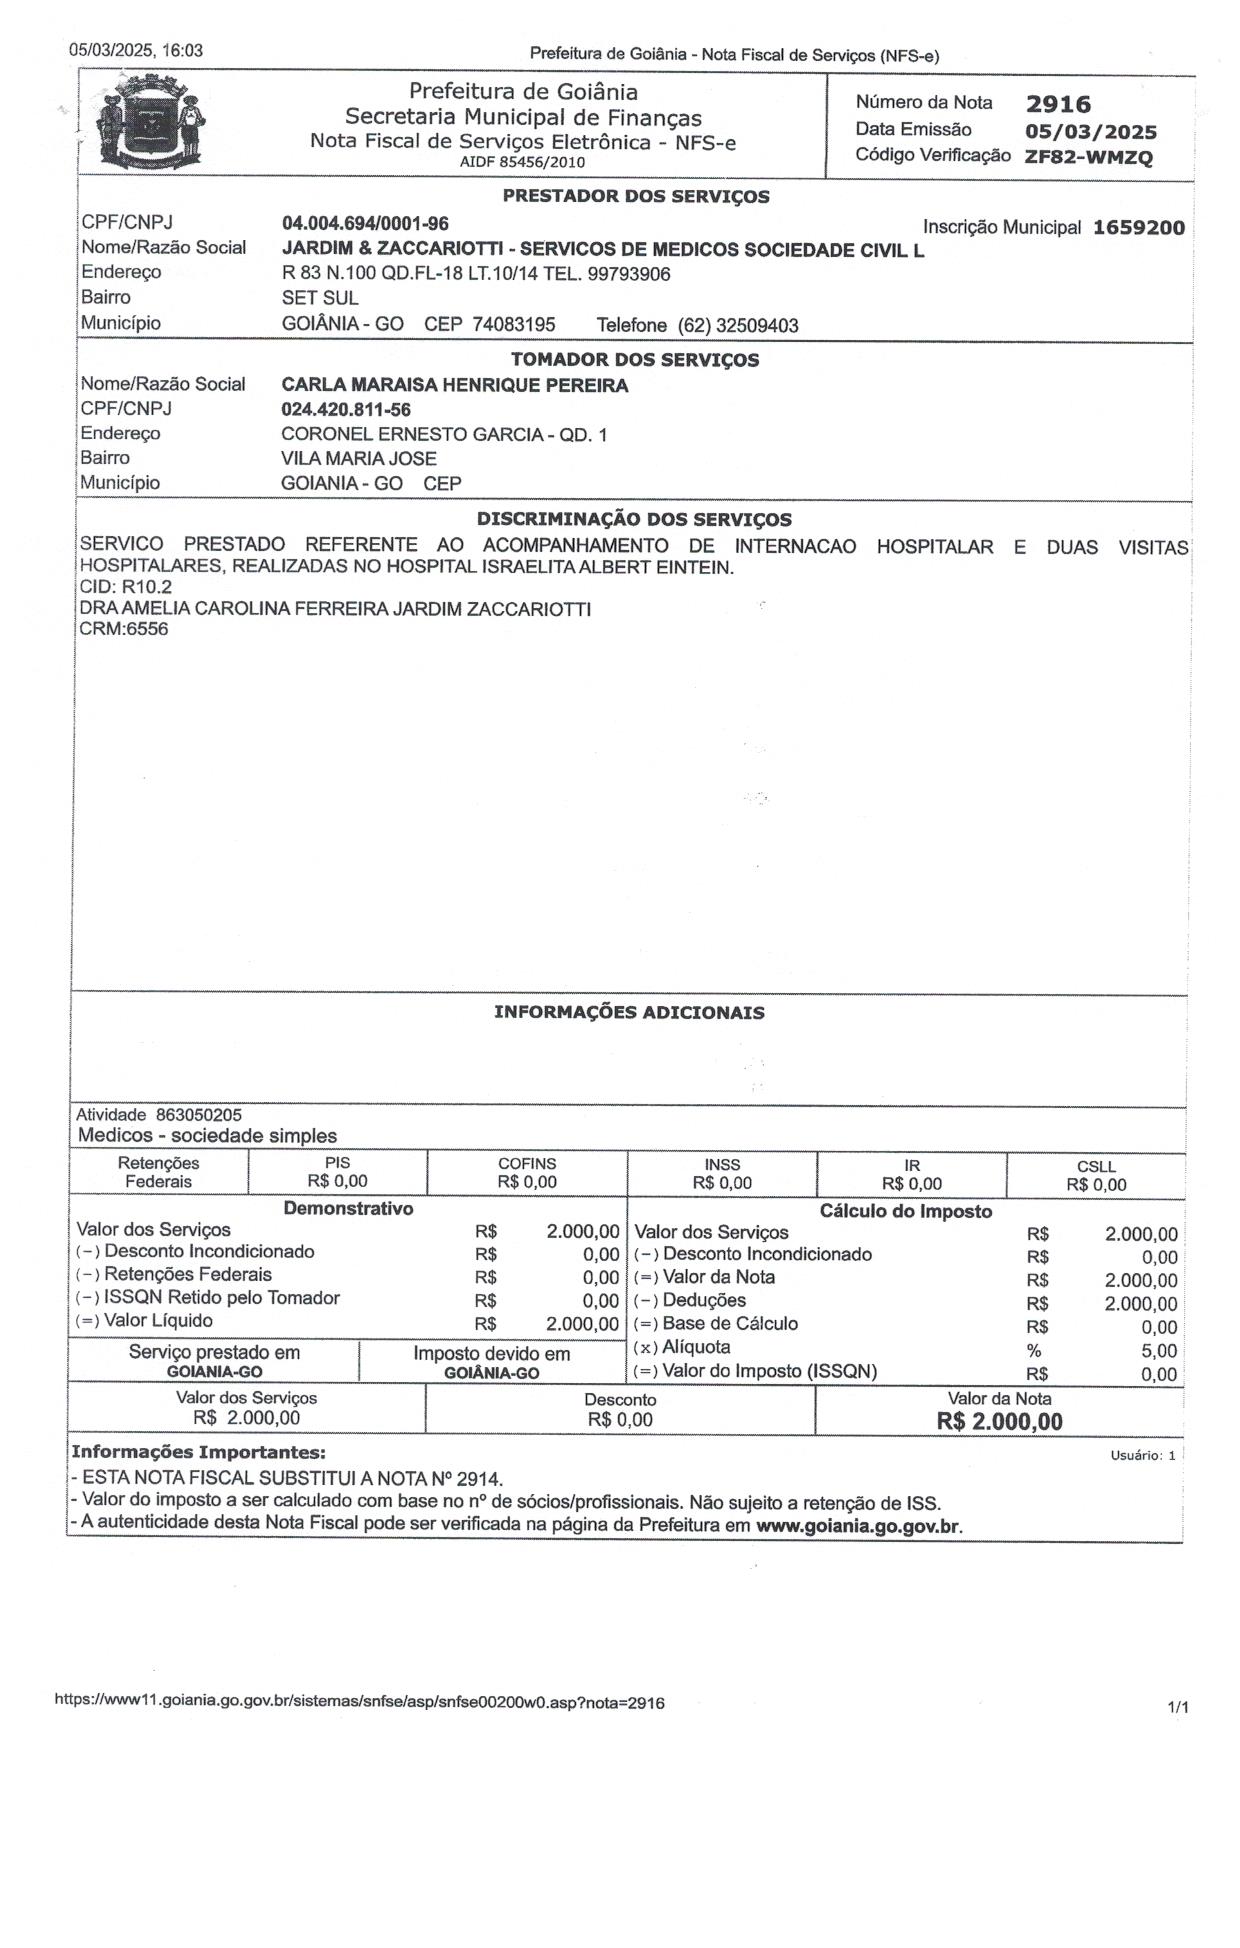 05/03/2025, 16:03
Prefeitura de Goiânia - Nota Fiscal de Serviços (NFS-e)
Prefeitura de Goiânia
Secretaria Municipal de Finanças
Nota Fiscal de Serviços Eletrônica - NFS-e
AIDF 85456/2010
Número da Nota 2916
Data Emissão 05/03/2025
Código Verificação ZF82-WMZQ
PRESTADOR DOS SERVIÇOS
CPF/CNPJ 04.004.694/0001-96 Inscrição Municipal 1659200
Nome/Razão Social JARDIM & ZACCARIOTTI - SERVICOS DE MEDICOS SOCIEDADE CIVIL L
Endereço R 83 N.100 QD.FL-18 LT.10/14 TEL. 99793906
Bairro SET SUL
Município GOIÂNIA - GO CEP 74083195 Telefone (62) 32509403
TOMADOR DOS SERVIÇOS
Nome/Razão Social CARLA MARAISA HENRIQUE PEREIRA
CPF/CNPJ 024.420.811-56
Endereço CORONEL ERNESTO GARCIA - QD. 1
Bairro VILA MARIA JOSE
Município GOIANIA - GO CEP
DISCRIMINAÇÃO DOS SERVIÇOS
SERVICO PRESTADO REFERENTE AO ACOMPANHAMENTO DE INTERNACAO HOSPITALAR E DUAS VISITAS
HOSPITALARES, REALIZADAS NO HOSPITAL ISRAELITA ALBERT EINTEIN.
CID: R10.2
DRA AMELIA CAROLINA FERREIRA JARDIM ZACCARIOTTI
CRM:6556
INFORMAÇÕES ADICIONAIS
Atividade 863050205
Medicos - sociedade simples
Retenções Federais PIS R$ 0,00 COFINS R$ 0,00 INSS R$ 0,00 IR R$ 0,00 CSLL R$ 0,00
Demonstrativo
Valor dos Serviços R$ 2.000,00
(-) Desconto Incondicionado R$ 0,00
(-) Retenções Federais R$ 0,00
(-) ISSQN Retido pelo Tomador R$ 0,00
(=) Valor Líquido R$ 2.000,00
Serviço prestado em
GOIANIA-GO
Imposto devido em
GOIÂNIA-GO
Cálculo do Imposto
Valor dos Serviços R$ 2.000,00
(-) Desconto Incondicionado R$ 0,00
(=) Valor da Nota R$ 2.000,00
(-) Deduções R$ 2.000,00
(=) Base de Cálculo R$ 0,00
(x) Alíquota % 5,00
(=) Valor do Imposto (ISSQN) R$ 0,00
Valor dos Serviços
R$ 2.000,00
Desconto
R$ 0,00
Valor da Nota
R$ 2.000,00
Informações Importantes: Usuário: 1
- ESTA NOTA FISCAL SUBSTITUI A NOTA Nº 2914.
- Valor do imposto a ser calculado com base no nº de sócios/profissionais. Não sujeito a retenção de ISS.
- A autenticidade desta Nota Fiscal pode ser verificada na página da Prefeitura em www.goiania.go.gov.br.
https://www11.goiania.go.gov.br/sistemas/snfse/asp/snfse00200w0.asp?nota=2916
1/1